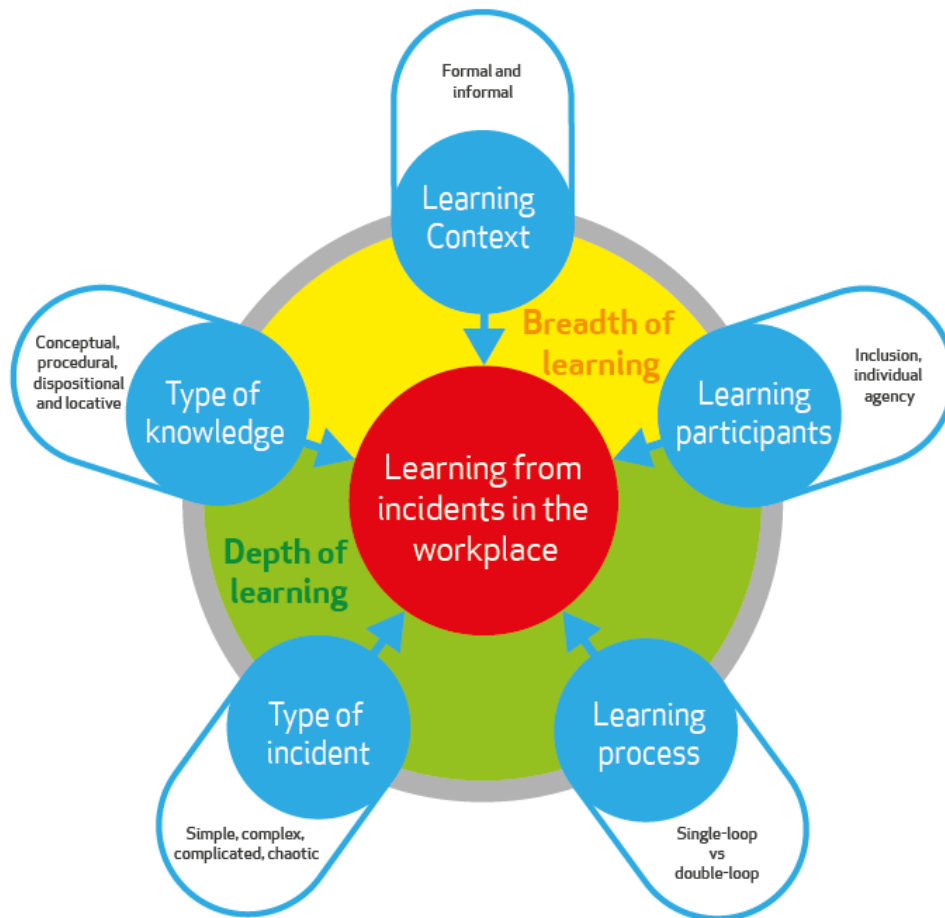 Formal and
informal
Learning
Context
Breadth of
learning
Conceptual,
procedural,
dispositional
and locative
Type of
knowledge
Learning
participants
Inclusion,
individual
agency
Learning from
incidents in the
workplace
Depth of
learning
Type of
incident
Simple, complex,
complicated, chaotic
Learning
process
Single-loop
vs
double-loop